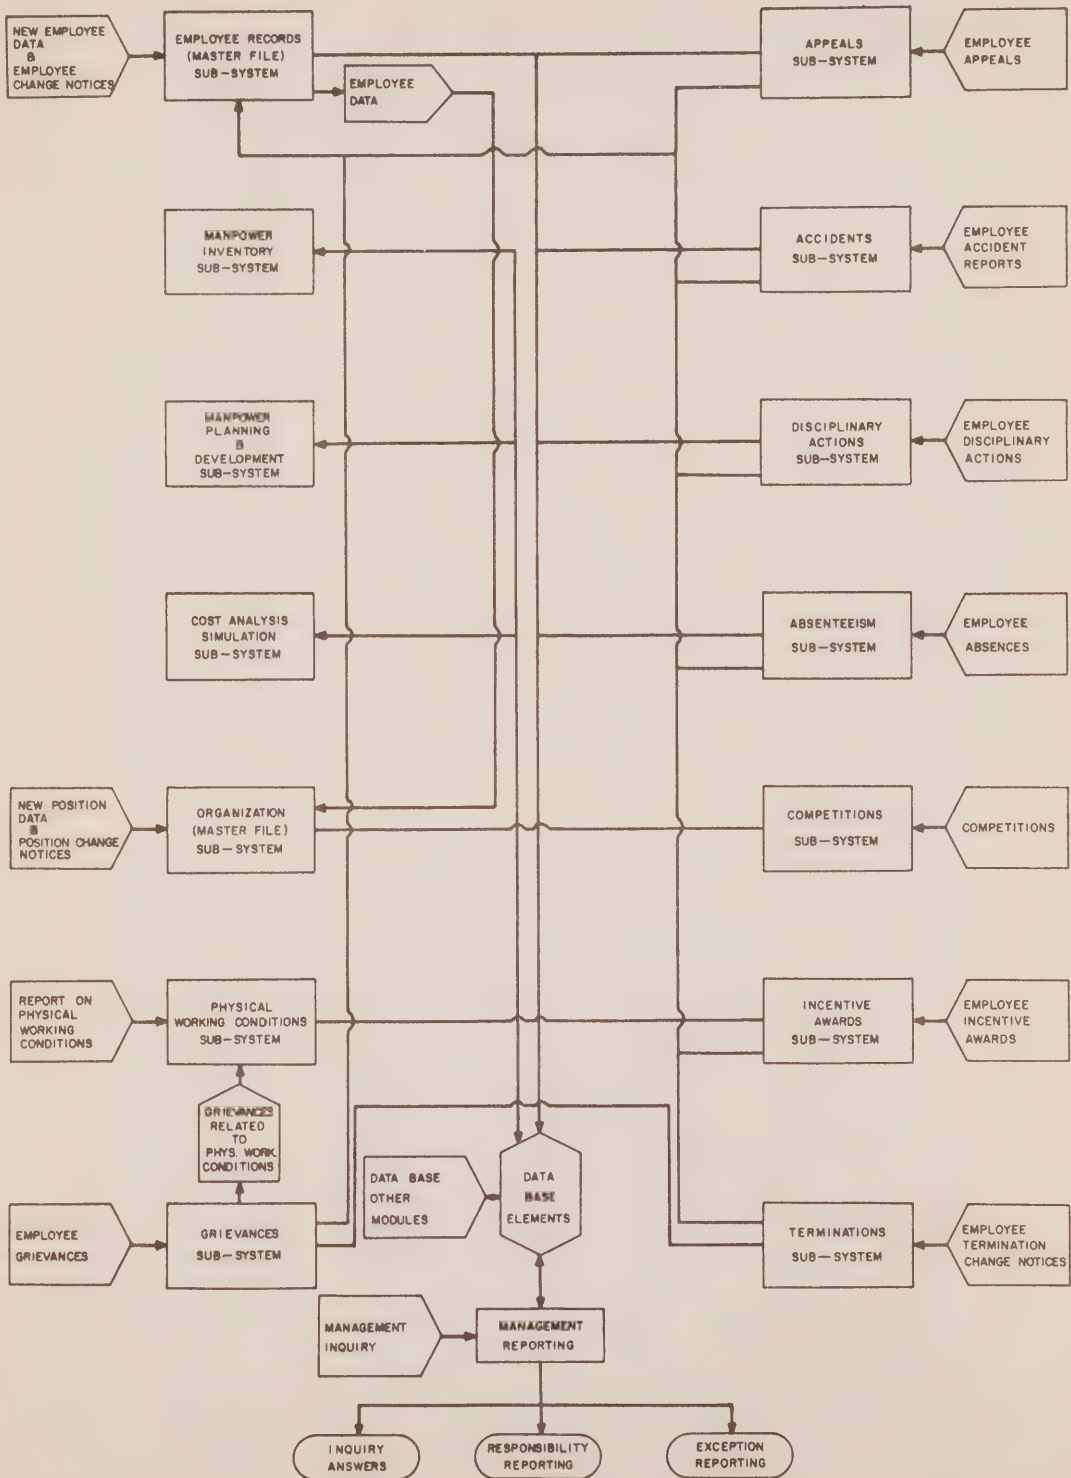 NEW EMPLOYEE
DATA
&
EMPLOYEE
CHANGE NOTICES
EMPLOYEE RECORDS
(MASTER FILE)
SUB-SYSTEM
EMPLOYEE
DATA
APPEALS
SUB-SYSTEM
EMPLOYEE
APPEALS
MANPOWER
INVENTORY
SUB-SYSTEM
ACCIDENTS
SUB-SYSTEM
EMPLOYEE
ACCIDENT
REPORTS
MANPOWER
PLANNING
&
DEVELOPMENT
SUB-SYSTEM
DISCIPLINARY
ACTIONS
SUB-SYSTEM
EMPLOYEE
DISCIPLINARY
ACTIONS
COST ANALYSIS
SIMULATION
SUB-SYSTEM
ABSENTEEISM
SUB-SYSTEM
EMPLOYEE
ABSENCES
NEW POSITION
DATA
&
POSITION CHANGE
NOTICES
ORGANIZATION
(MASTER FILE)
SUB-SYSTEM
COMPETITIONS
SUB-SYSTEM
COMPETITIONS
REPORT ON
PHYSICAL
WORKING
CONDITIONS
PHYSICAL
WORKING CONDITIONS
SUB-SYSTEM
INCENTIVE
AWARDS
SUB-SYSTEM
EMPLOYEE
INCENTIVE
AWARDS
GRIEVANCES
RELATED
TO
PHYS. WORK.
CONDITIONS
DATA BASE
OTHER
MODULES
DATA
BASE
ELEMENTS
EMPLOYEE
GRIEVANCES
GRIEVANCES
SUB-SYSTEM
TERMINATIONS
SUB-SYSTEM
EMPLOYEE
TERMINATION
CHANGE NOTICES
MANAGEMENT
INQUIRY
MANAGEMENT
REPORTING
INQUIRY
ANSWERS
RESPONSIBILITY
REPORTING
EXCEPTION
REPORTING